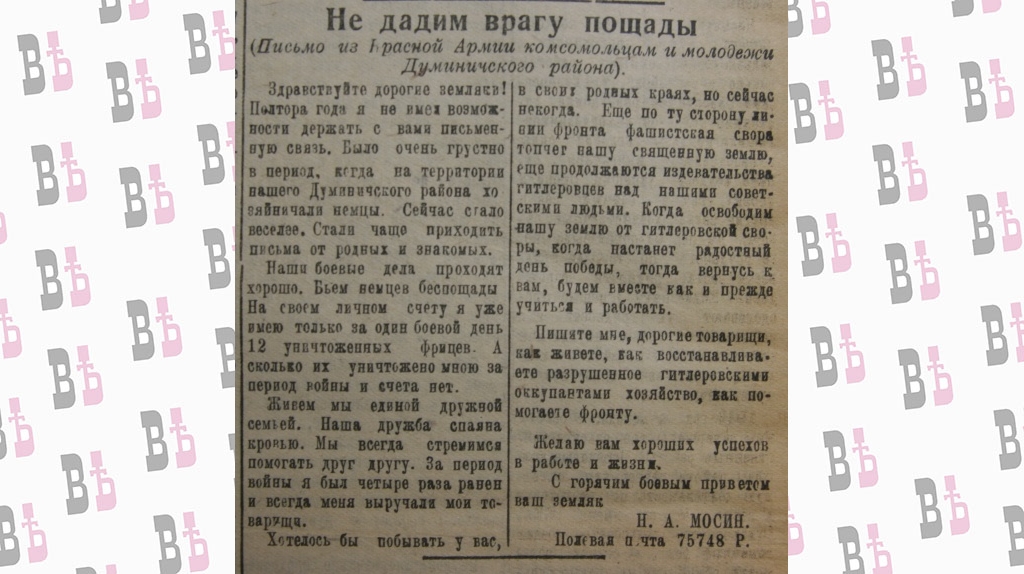 Не дадим врагу пощады
(Письмо из Красной Армии комсомольцам и молодежи
Думиничского района).
Здравствуйте дорогие земляки!
Полтора года я не имел возмож-
ности держать с вами письмен-
ную связь. Было очень грустно
в период, когда на территории
нашего Думиничского района хо
зяйничали немцы. Сейчас стало
веселее. Стали чаще приходить
письма от родных и знакомых.
Наши боевые дела проходят
хорошо. Бьем немцев беспощады
На своем личном счету я уже
имею только за один боевой день
12 уничтоженных фрицев. А
сколько их уничтожено мною за
период войны и счета нет.
Живем мы единой дружной
семьей. Наша дружба спаяна
кровью. Мы всегда стремимся
помогать друг другу. За период
войны я был четыре раза ранен
и всегда меня выручали мои то-
варищи.
Хотелось бы побывать у вас,
в своих родных краях, но сейчас
некогда. Еще по ту сторону ли-
нии фронта фашистская свора
топчет нашу священную землю,
еще продолжаются издевательства
гитлеровцев над нашими совет-
скими людьми. Когда освободим
нашу землю от гитлеровской сво-
ры, когда настанет радостный
день победы, тогда вернусь к
вам, будем вместе как и прежде
учиться и работать.
Пишите мне, дорогие товарищи,
как живете, как восстанавлива-
ете разрушенное гитлеровскими
оккупантами хозяйство, как по-
могаете фронту.
Желаю вам хороших успехов
в работе и жизни.
С горячим боевым приветом
ваш земляк
Н. А. МОСИН.
Полевая почта 75748 Р.